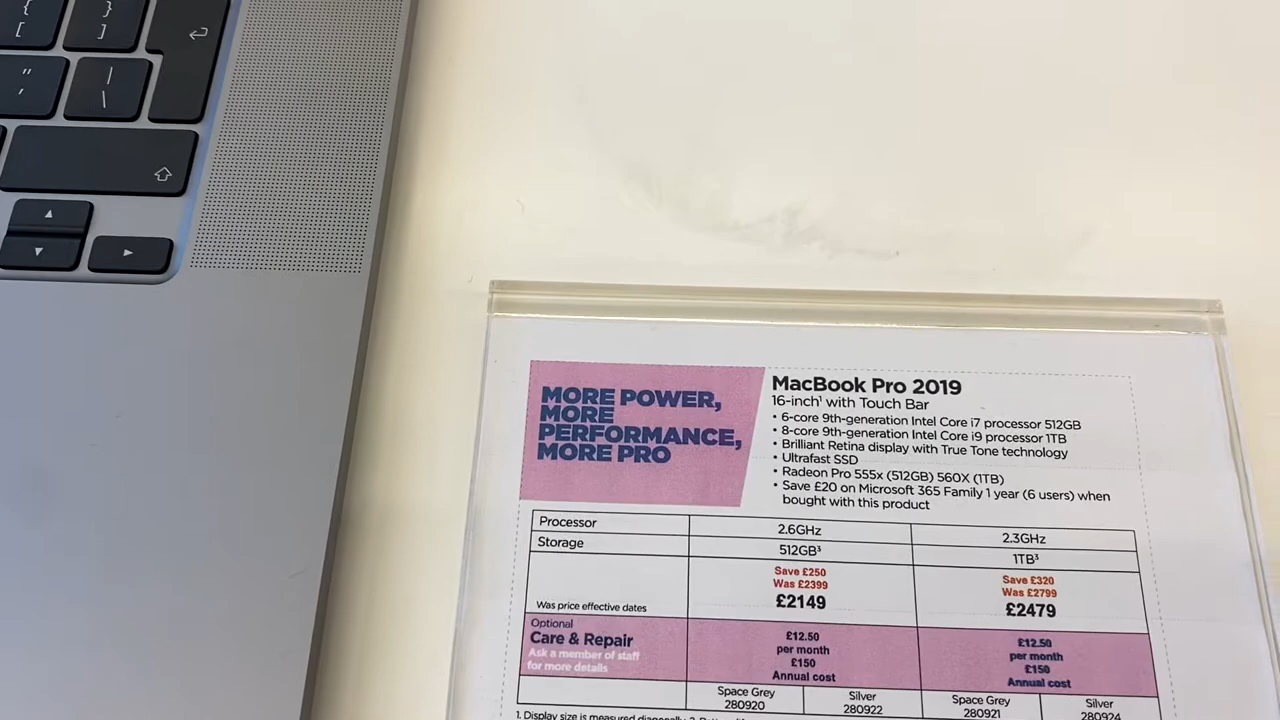 { }
[ ]
" |
' \
MORE POWER,
MORE
PERFORMANCE,
MORE PRO
MacBook Pro 2019
16-inch¹ with Touch Bar
• 6-core 9th-generation Intel Core i7 processor 512GB
• 8-core 9th-generation Intel Core i9 processor 1TB
• Brilliant Retina display with True Tone technology
• Ultrafast SSD
• Radeon Pro 555x (512GB) 560X (1TB)
• Save £20 on Microsoft 365 Family 1 year (6 users) when
bought with this product
Processor 2.6GHz 2.3GHz
Storage 512GB³ 1TB³
Save £250 Save £320
Was £2399 Was £2799
Was price effective dates £2149 £2479
Optional
Care & Repair
Ask a member of staff
for more details
£12.50
per month
£150
Annual cost
£12.50
per month
£150
Annual cost
Space Grey
280920
Silver
280922
Space Grey
280921
Silver
280924
1. Display size is measured diagonally.